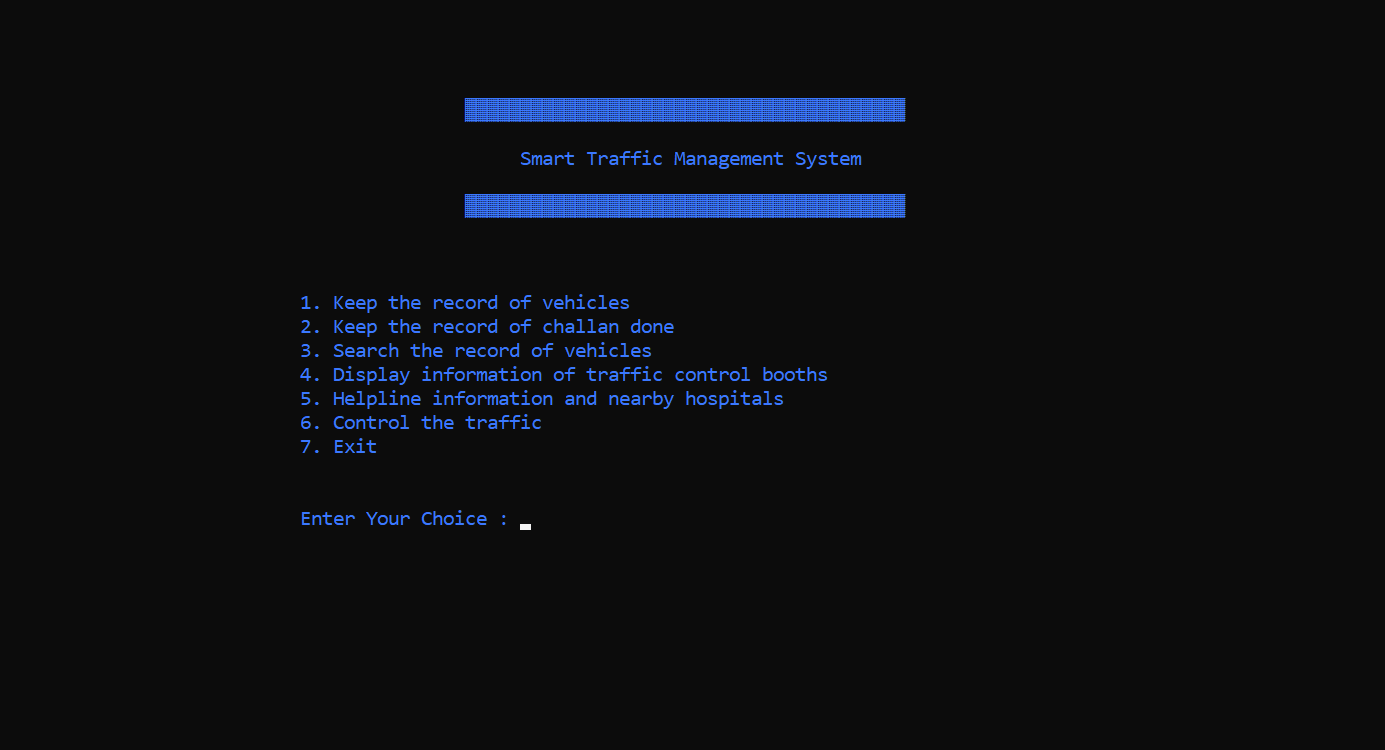 Smart Traffic Management System
1. Keep the record of vehicles
2. Keep the record of challan done
3. Search the record of vehicles
4. Display information of traffic control booths
5. Helpline information and nearby hospitals
6. Control the traffic
7. Exit
Enter Your Choice :